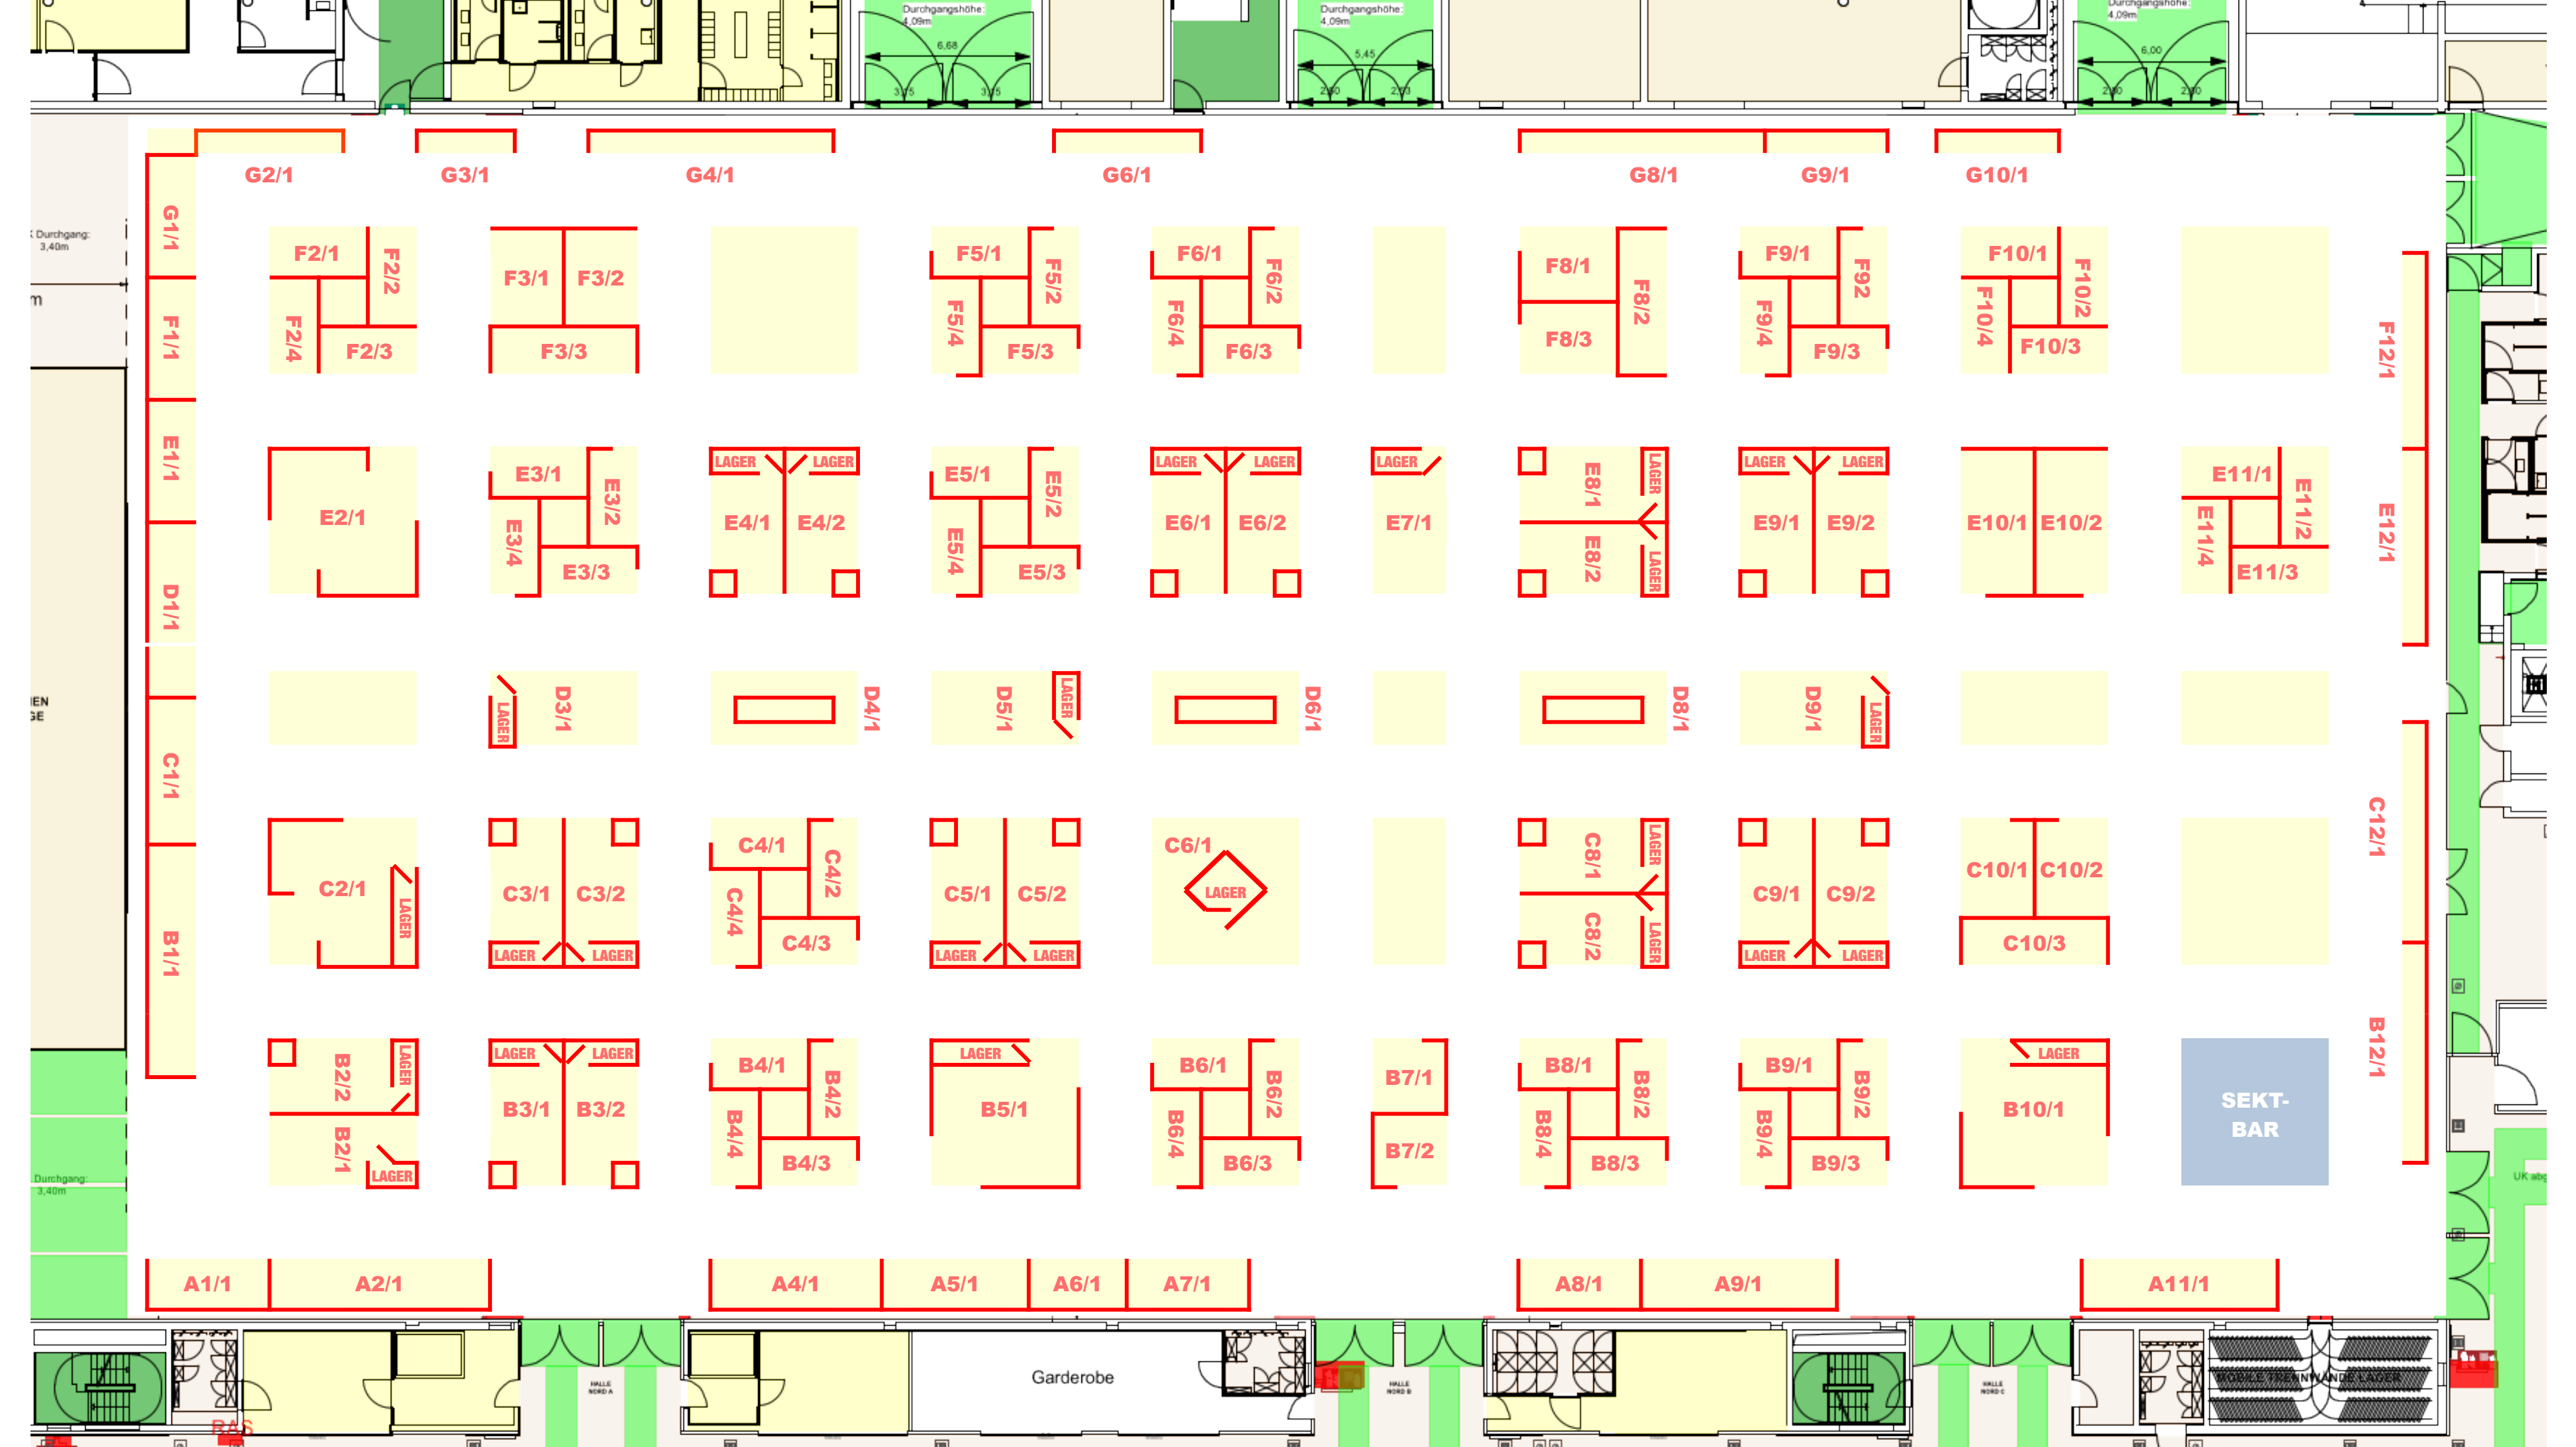 Durchgangshöhe:
4,09m
6,68
Durchgangshöhe:
4,09m
5,45
Durchgangshöhe:
4,09m
6,00
G2/1
G3/1
G4/1
G6/1
G8/1
G9/1
G10/1
G1/1
Durchgang:
3,40m
m
F1/1
F2/1
F2/2
F2/4
F2/3
F3/1
F3/2
F3/3
F5/1
F5/2
F5/4
F5/3
F6/1
F6/2
F6/4
F6/3
F8/1
F8/2
F8/3
F9/1
F92
F9/4
F9/3
F10/1
F10/2
F10/4
F10/3
F12/1
E1/1
E2/1
E3/1
E3/2
E3/4
E3/3
LAGER
LAGER
E4/1
E4/2
E5/1
E5/2
E5/4
E5/3
LAGER
LAGER
E6/1
E6/2
LAGER
E7/1
E8/1
LAGER
E8/2
LAGER
LAGER
LAGER
E9/1
E9/2
E10/1
E10/2
E11/1
E11/2
E11/4
E11/3
E12/1
D1/1
LAGER
D3/1
D4/1
D5/1
LAGER
D6/1
D8/1
D9/1
LAGER
C1/1
C2/1
LAGER
C3/1
C3/2
LAGER
LAGER
C4/1
C4/2
C4/4
C4/3
C5/1
C5/2
LAGER
LAGER
C6/1
LAGER
C8/1
LAGER
C8/2
LAGER
C9/1
C9/2
LAGER
LAGER
C10/1
C10/2
C10/3
C12/1
B1/1
B2/2
LAGER
B2/1
LAGER
LAGER
LAGER
B3/1
B3/2
B4/1
B4/2
B4/4
B4/3
LAGER
B5/1
B6/1
B6/2
B6/4
B6/3
B7/1
B7/2
B8/1
B8/2
B8/4
B8/3
B9/1
B9/2
B9/4
B9/3
LAGER
B10/1
SEKT-
BAR
B12/1
Durchgang:
3,40m
A1/1
A2/1
A4/1
A5/1
A6/1
A7/1
A8/1
A9/1
A11/1
Garderobe
HALLE
NORD A
HALLE
NORD B
HALLE
NORD C
MOBILE TRENNWÄNDE LAGER
BAS